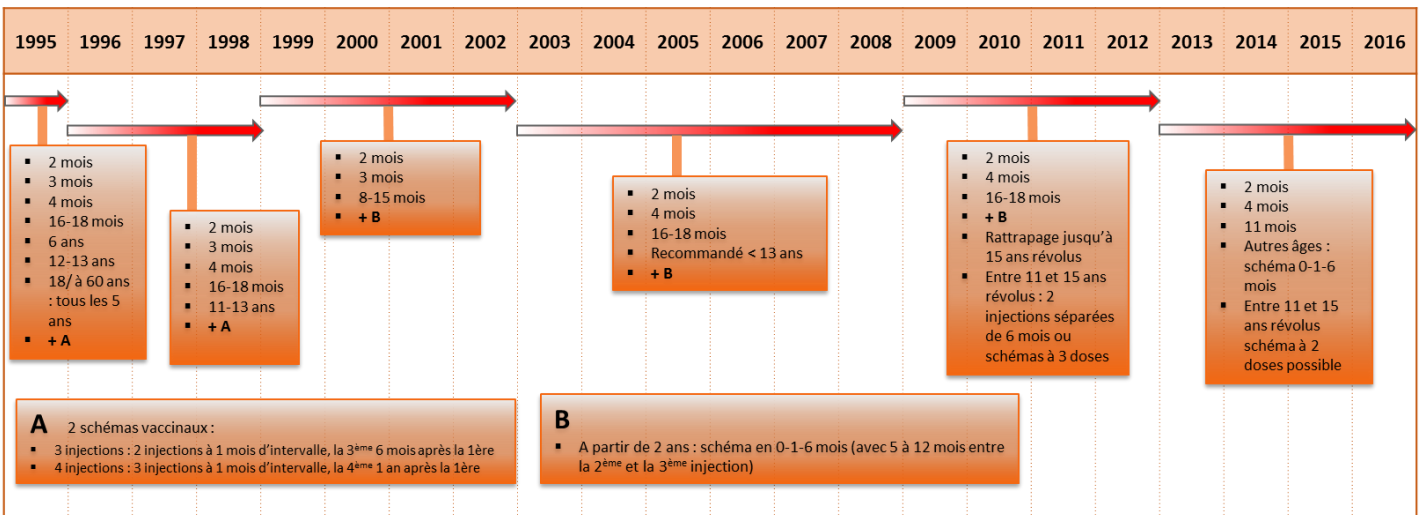 1995 1996 1997 1998 1999 2000 2001 2002 2003 2004 2005 2006 2007 2008 2009 2010 2011 2012 2013 2014 2015 2016
▪ 2 mois
▪ 3 mois
▪ 4 mois
▪ 16-18 mois
▪ 6 ans
▪ 12-13 ans
▪ 18/ à 60 ans
: tous les 5
ans
▪ + A
▪ 2 mois
▪ 3 mois
▪ 4 mois
▪ 16-18 mois
▪ 11-13 ans
▪ + A
▪ 2 mois
▪ 3 mois
▪ 8-15 mois
▪ + B
▪ 2 mois
▪ 4 mois
▪ 16-18 mois
▪ Recommandé < 13 ans
▪ + B
▪ 2 mois
▪ 4 mois
▪ 16-18 mois
▪ + B
▪ Rattrapage jusqu'à
15 ans révolus
▪ Entre 11 et 15 ans
révolus : 2
injections séparées
de 6 mois ou
schémas à 3 doses
▪ 2 mois
▪ 4 mois
▪ 11 mois
▪ Autres âges :
schéma 0-1-6
mois
▪ Entre 11 et 15
ans révolus
schéma à 2
doses possible
A 2 schémas vaccinaux :
▪ 3 injections : 2 injections à 1 mois d'intervalle, la 3ème 6 mois après la 1ère
▪ 4 injections : 3 injections à 1 mois d'intervalle, la 4ème 1 an après la 1ère
B
▪ A partir de 2 ans : schéma en 0-1-6 mois (avec 5 à 12 mois entre
la 2ème et la 3ème injection)